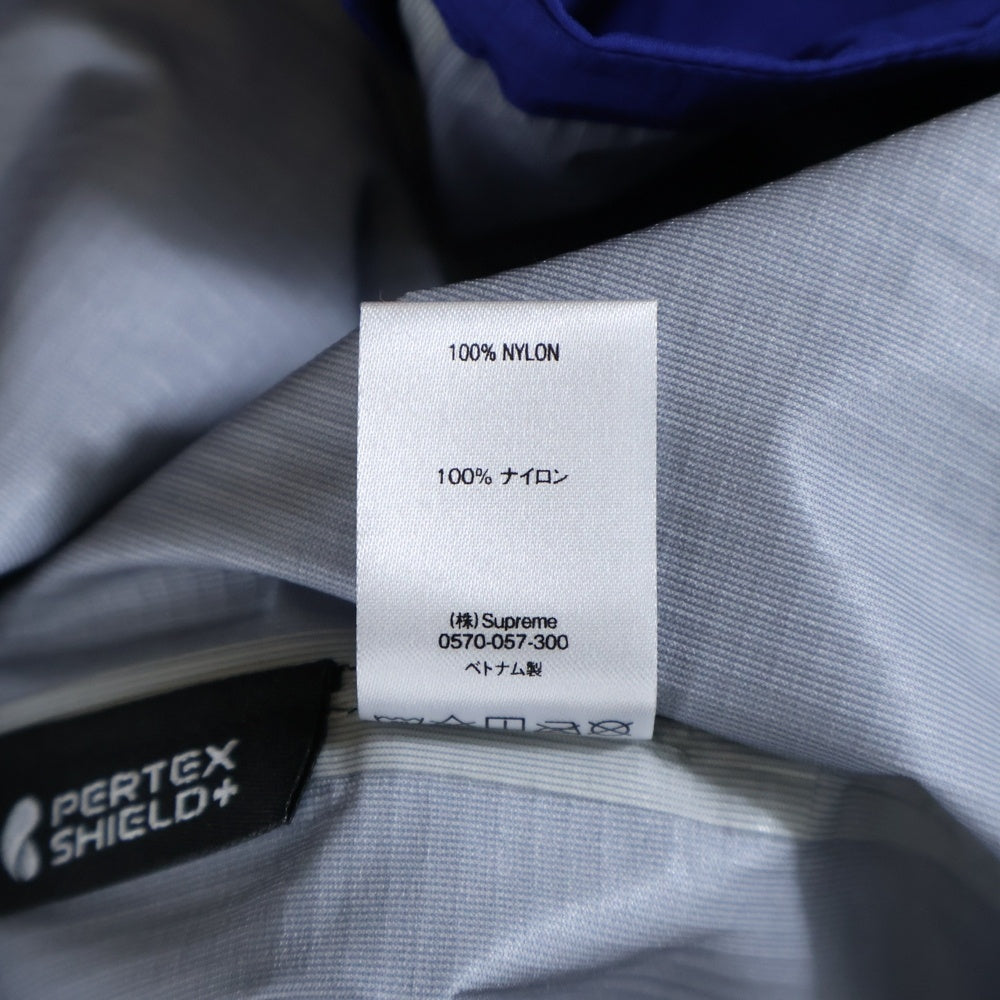 100% NYLON
100% ナイロン
(株)Supreme
0570-057-300
ベトナム製
PERTEX
SHIELD+